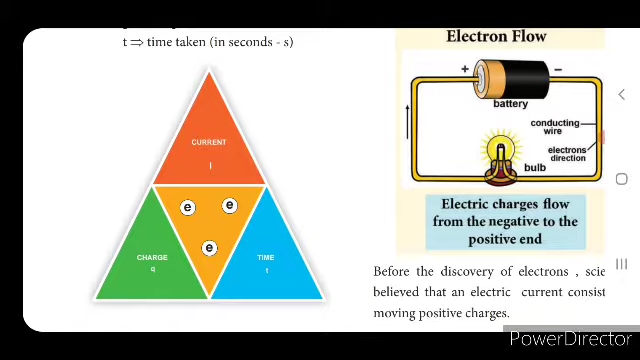 t ⇒ time taken (in seconds - s)
CURRENT
I
e
e
e
CHARGE
q
TIME
t
Electron Flow
+
–
battery
conducting
wire
electrons
direction
bulb
Electric charges flow
from the negative to the
positive end
Before the discovery of electrons , scie
believed that an electric current consist
moving positive charges.
PowerDirector